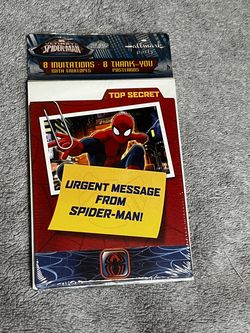 ULTIMATE
SPIDER-MAN
Hallmark
party
8 INVITATIONS · 8 THANK-YOU
WITH ENVELOPES POSTCARDS
TOP SECRET
URGENT MESSAGE
FROM
SPIDER-MAN!